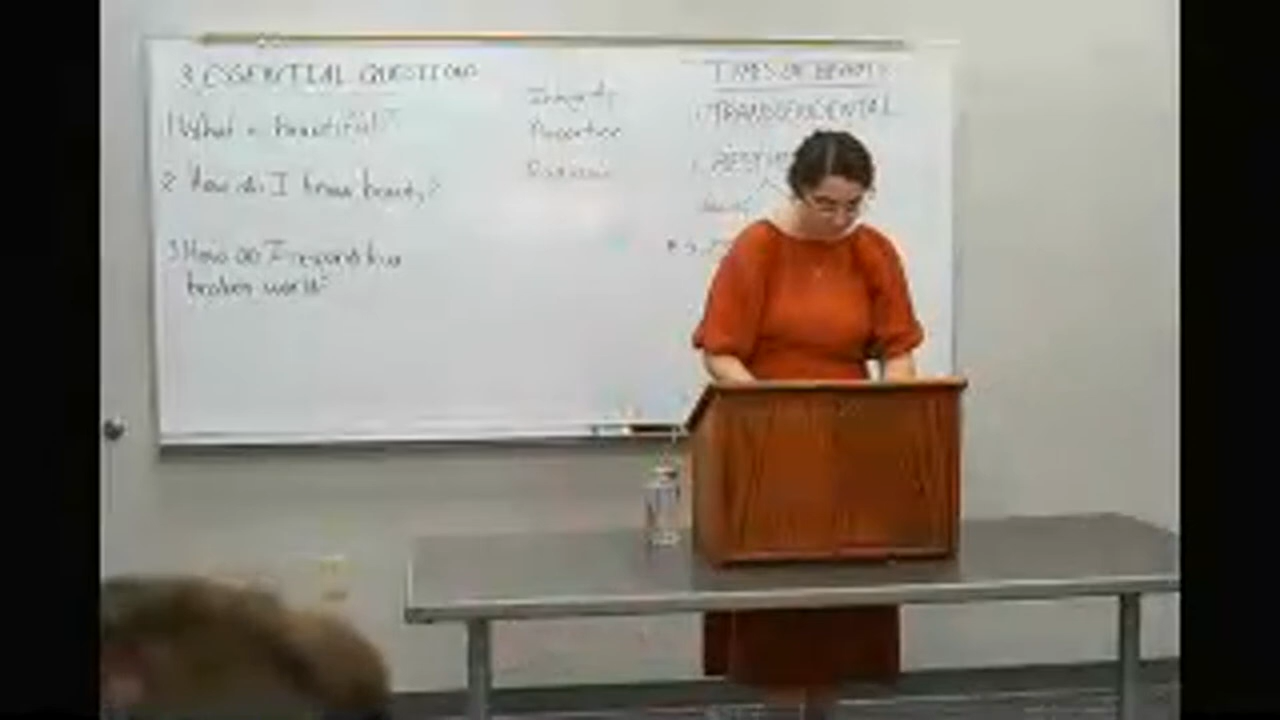 3 ESSENTIAL QUESTIONS
1 What is beautiful?
2 How do I know beauty?
3 How do I respond to a
broken world?
Integrity
Proportion
TYPES OF BEAUTY
1. TRANSCENDENTAL